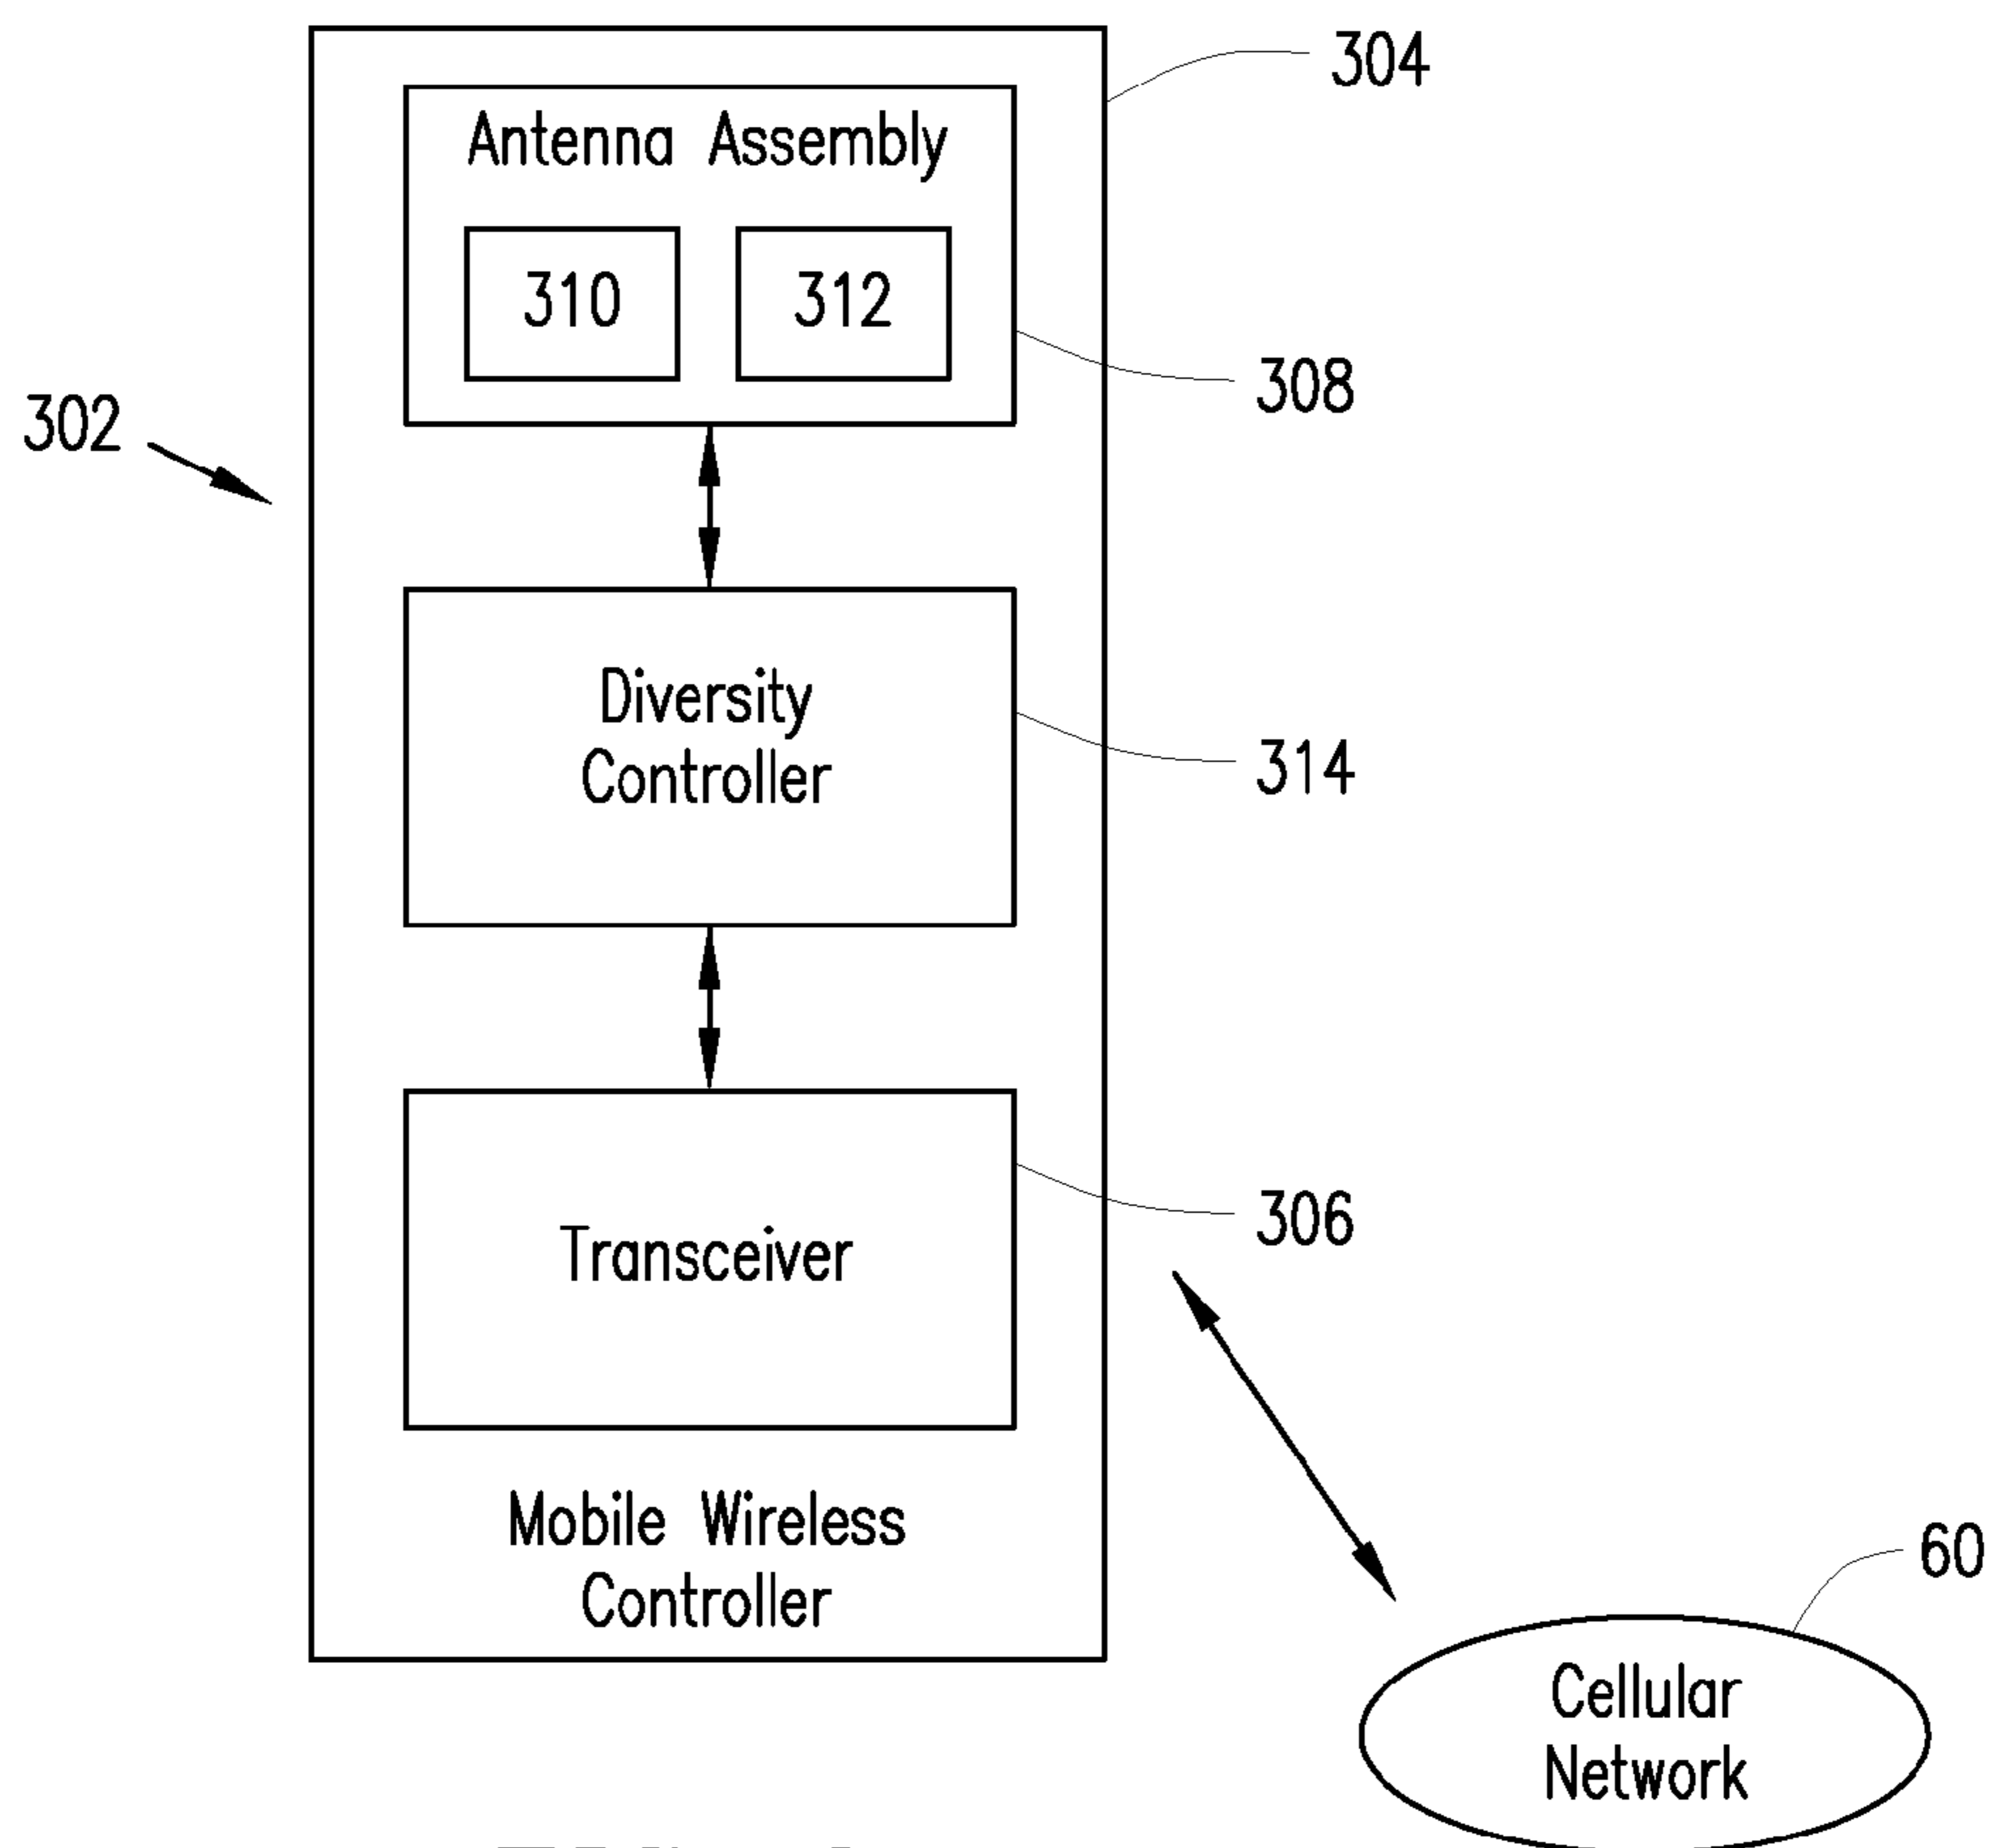 304
Antenna Assembly
310
312
308
302
Diversity
Controller
314
306
Transceiver
Mobile Wireless
Controller
60
Cellular
Network